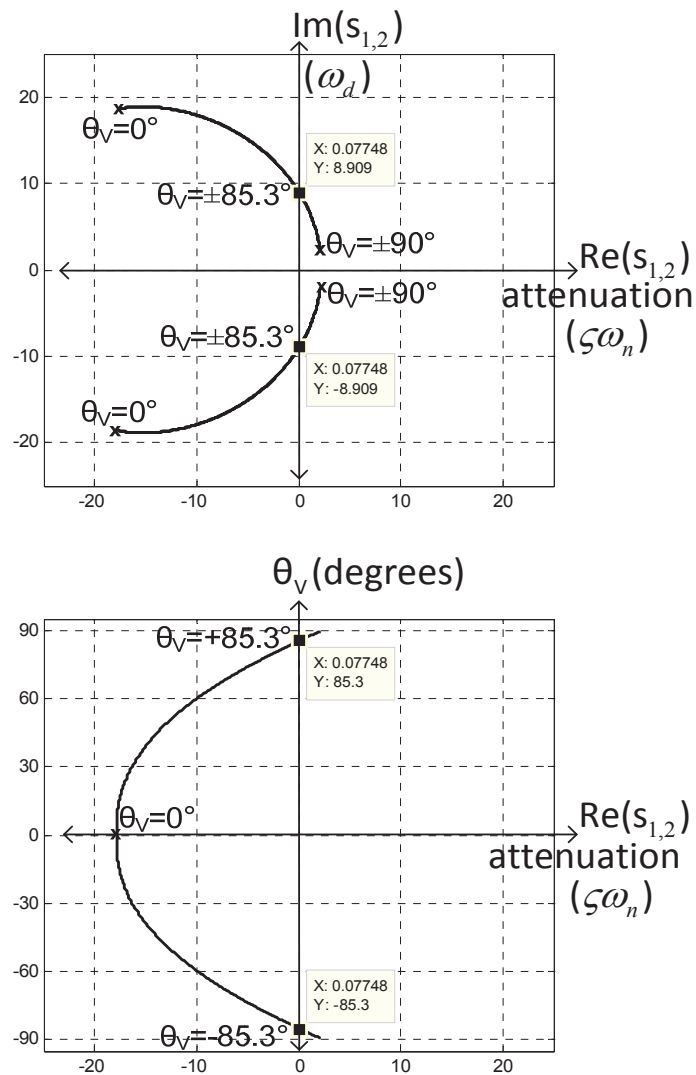 Im(s1,2)
(ωd)
20
10
0
-10
-20
-20
-10
0
10
20
θV=0°
X: 0.07748
Y: 8.909
θV=±85.3°
θV=±90°
Re(s1,2)
attenuation
(ςωn)
θV=±90°
θV=±85.3°
X: 0.07748
Y: -8.909
θV=0°
θV (degrees)
90
60
30
0
-30
-60
-90
-20
-10
0
10
20
θV=+85.3°
X: 0.07748
Y: 85.3
θV=0°
Re(s1,2)
attenuation
(ςωn)
X: 0.07748
Y: -85.3
θV=-85.3°